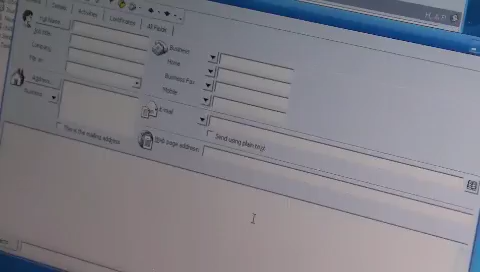 Details
Activities
Certificates
All Fields
Full Name...
Job title:
Company:
File as:
Address...
Business
This is the mailing address
Business
Home
Business Fax
Mobile
E-mail
Send using plain text
Web page address: